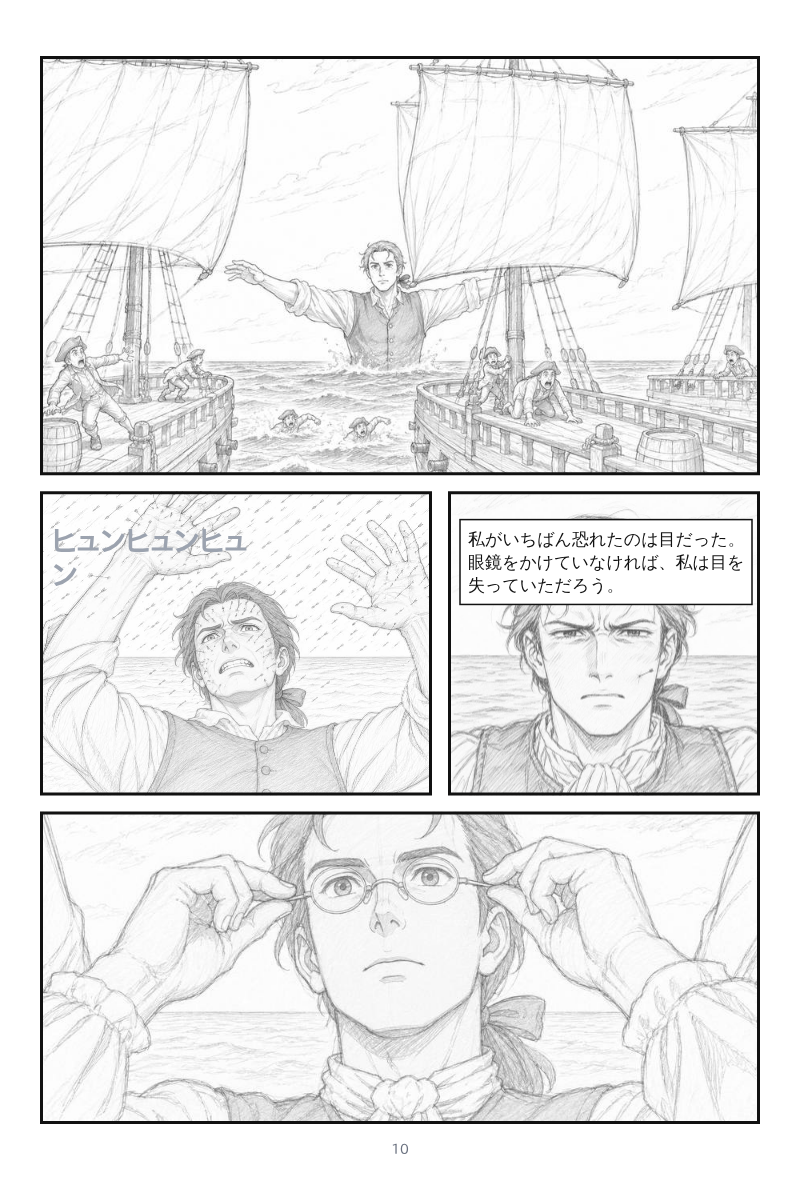 ヒュンヒュンヒュ
ン
私がいちばん恐れたのは目だった。
眼鏡をかけていなければ、私は目を
失っていただろう。
10